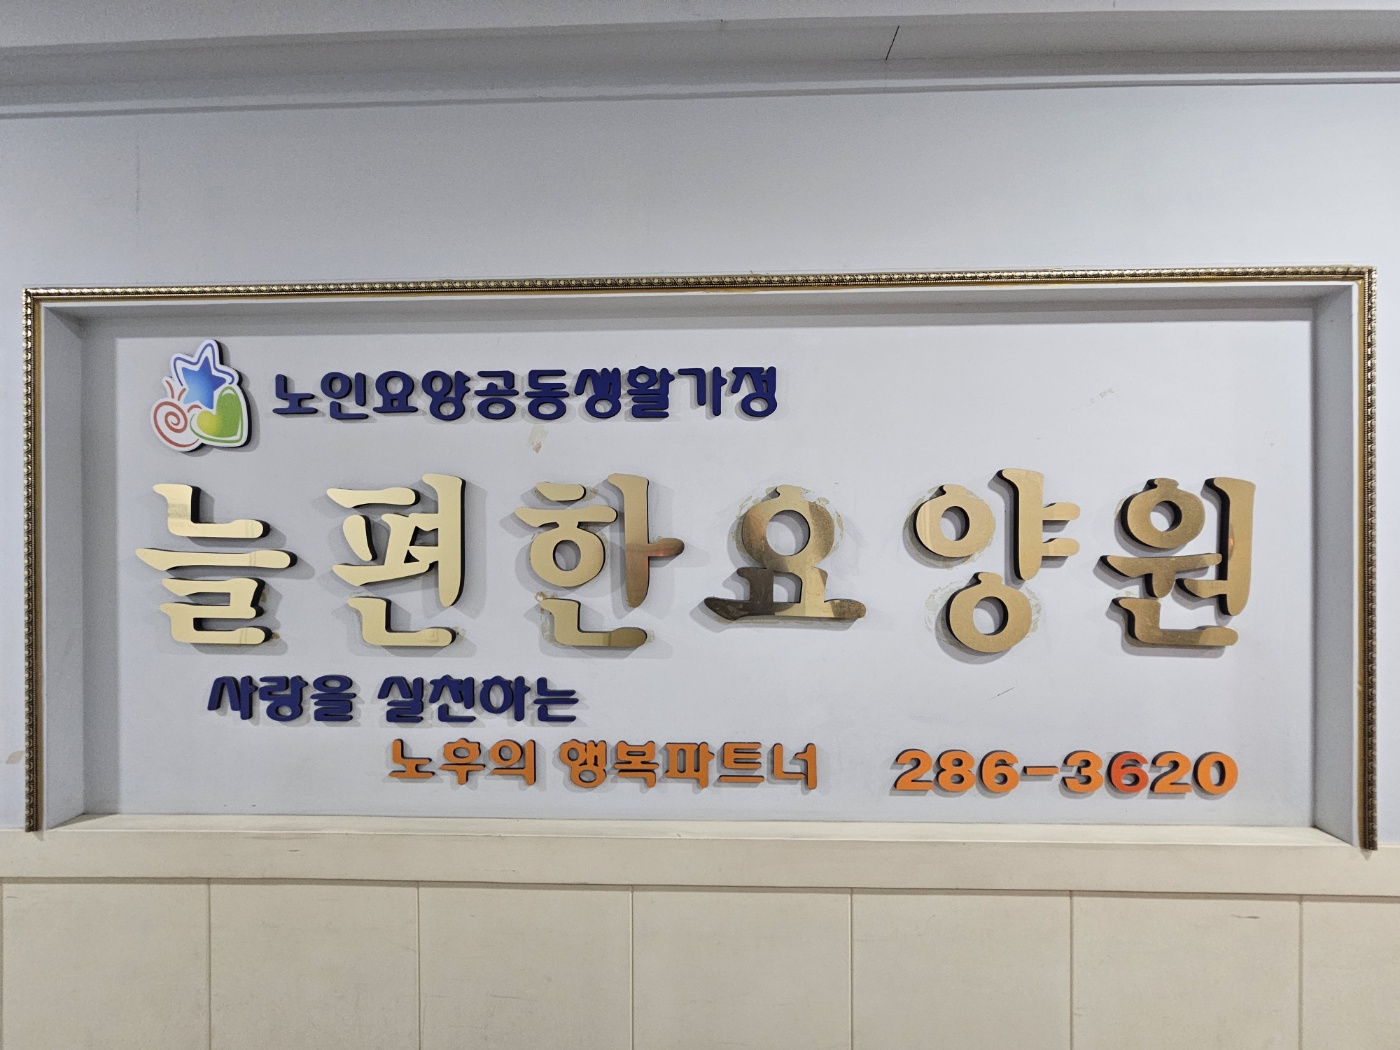 노인요양공동생활가정
늘편한요양원
사랑을 실천하는
노후의 행복파트너 286-3620